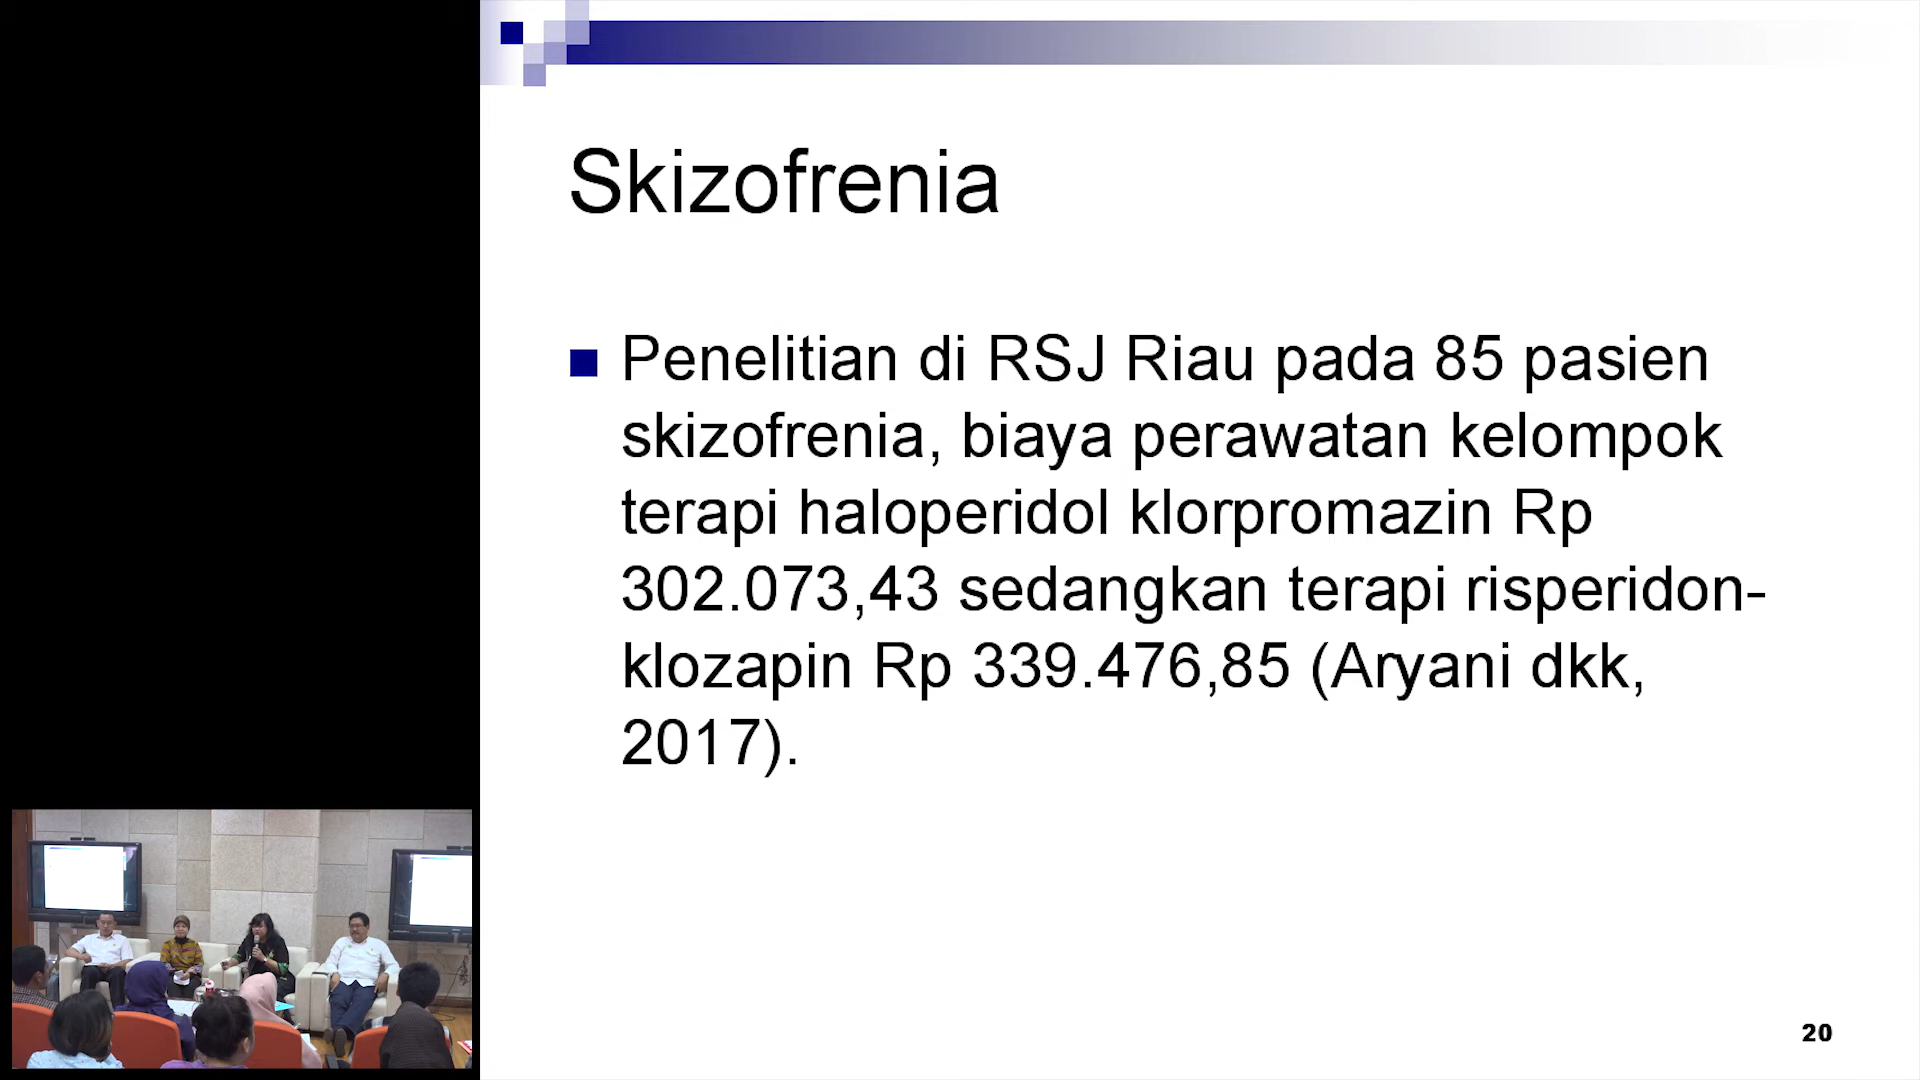 Skizofrenia
Penelitian di RSJ Riau pada 85 pasien
skizofrenia, biaya perawatan kelompok
terapi haloperidol klorpromazin Rp
302.073,43 sedangkan terapi risperidon-
klozapin Rp 339.476,85 (Aryani dkk,
2017).
20